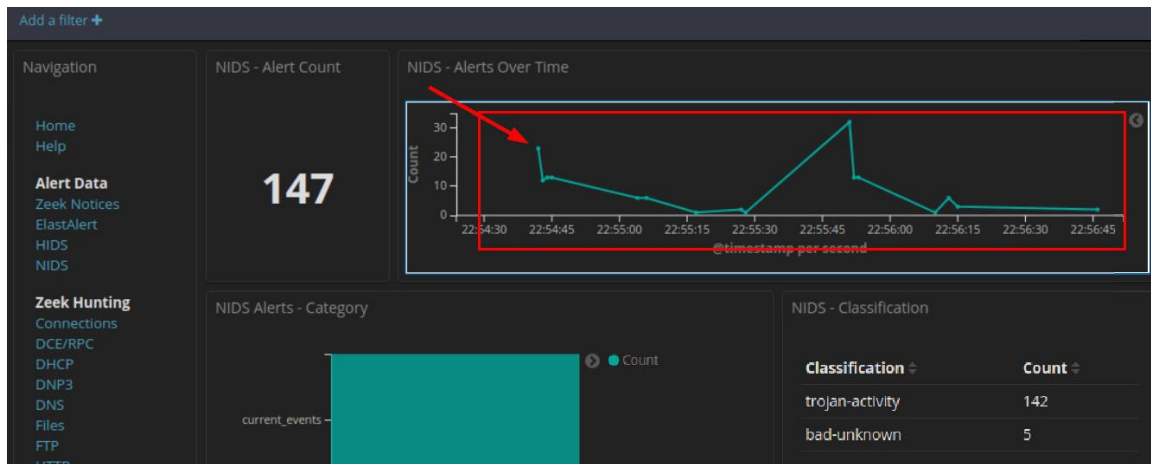 Add a filter +
Navigation
Home
Help
Alert Data
Zeek Notices
ElastAlert
HIDS
NIDS
Zeek Hunting
Connections
DCE/RPC
DHCP
DNP3
DNS
Files
FTP
NIDS - Alert Count
147
NIDS - Alerts Over Time
Count
30
20
10
0
22:54:30 22:54:45 22:55:00 22:55:15 22:55:30 22:55:45 22:56:00 22:56:15 22:56:30 22:56:45
@timestamp per second
NIDS Alerts - Category
current_events
Count
NIDS - Classification
Classification Count
trojan-activity 142
bad-unknown 5